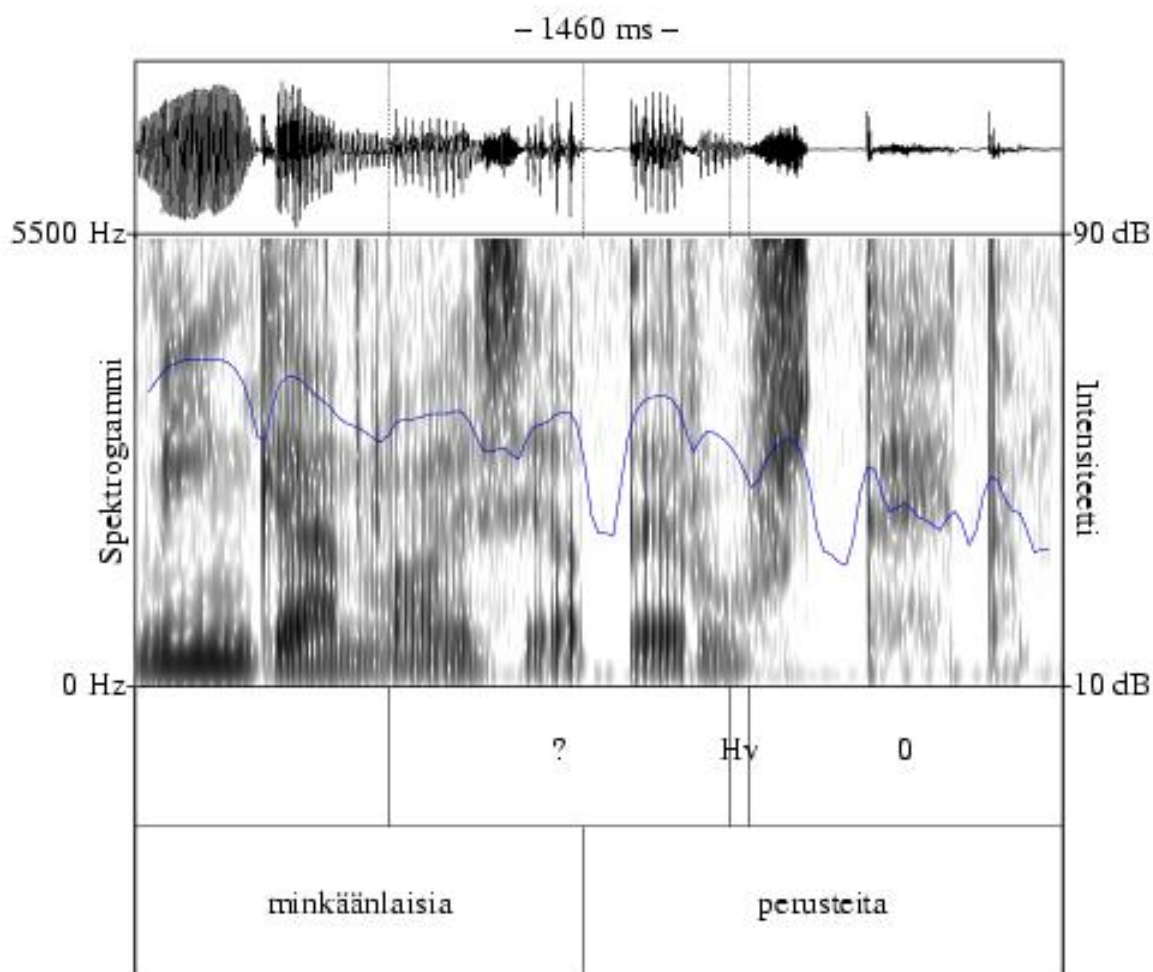 – 1460 ms –
5500 Hz
90 dB
Spektrogrammi
Intensiteetti
0 Hz
10 dB
? Hv 0
minkäänlaisia perusteita